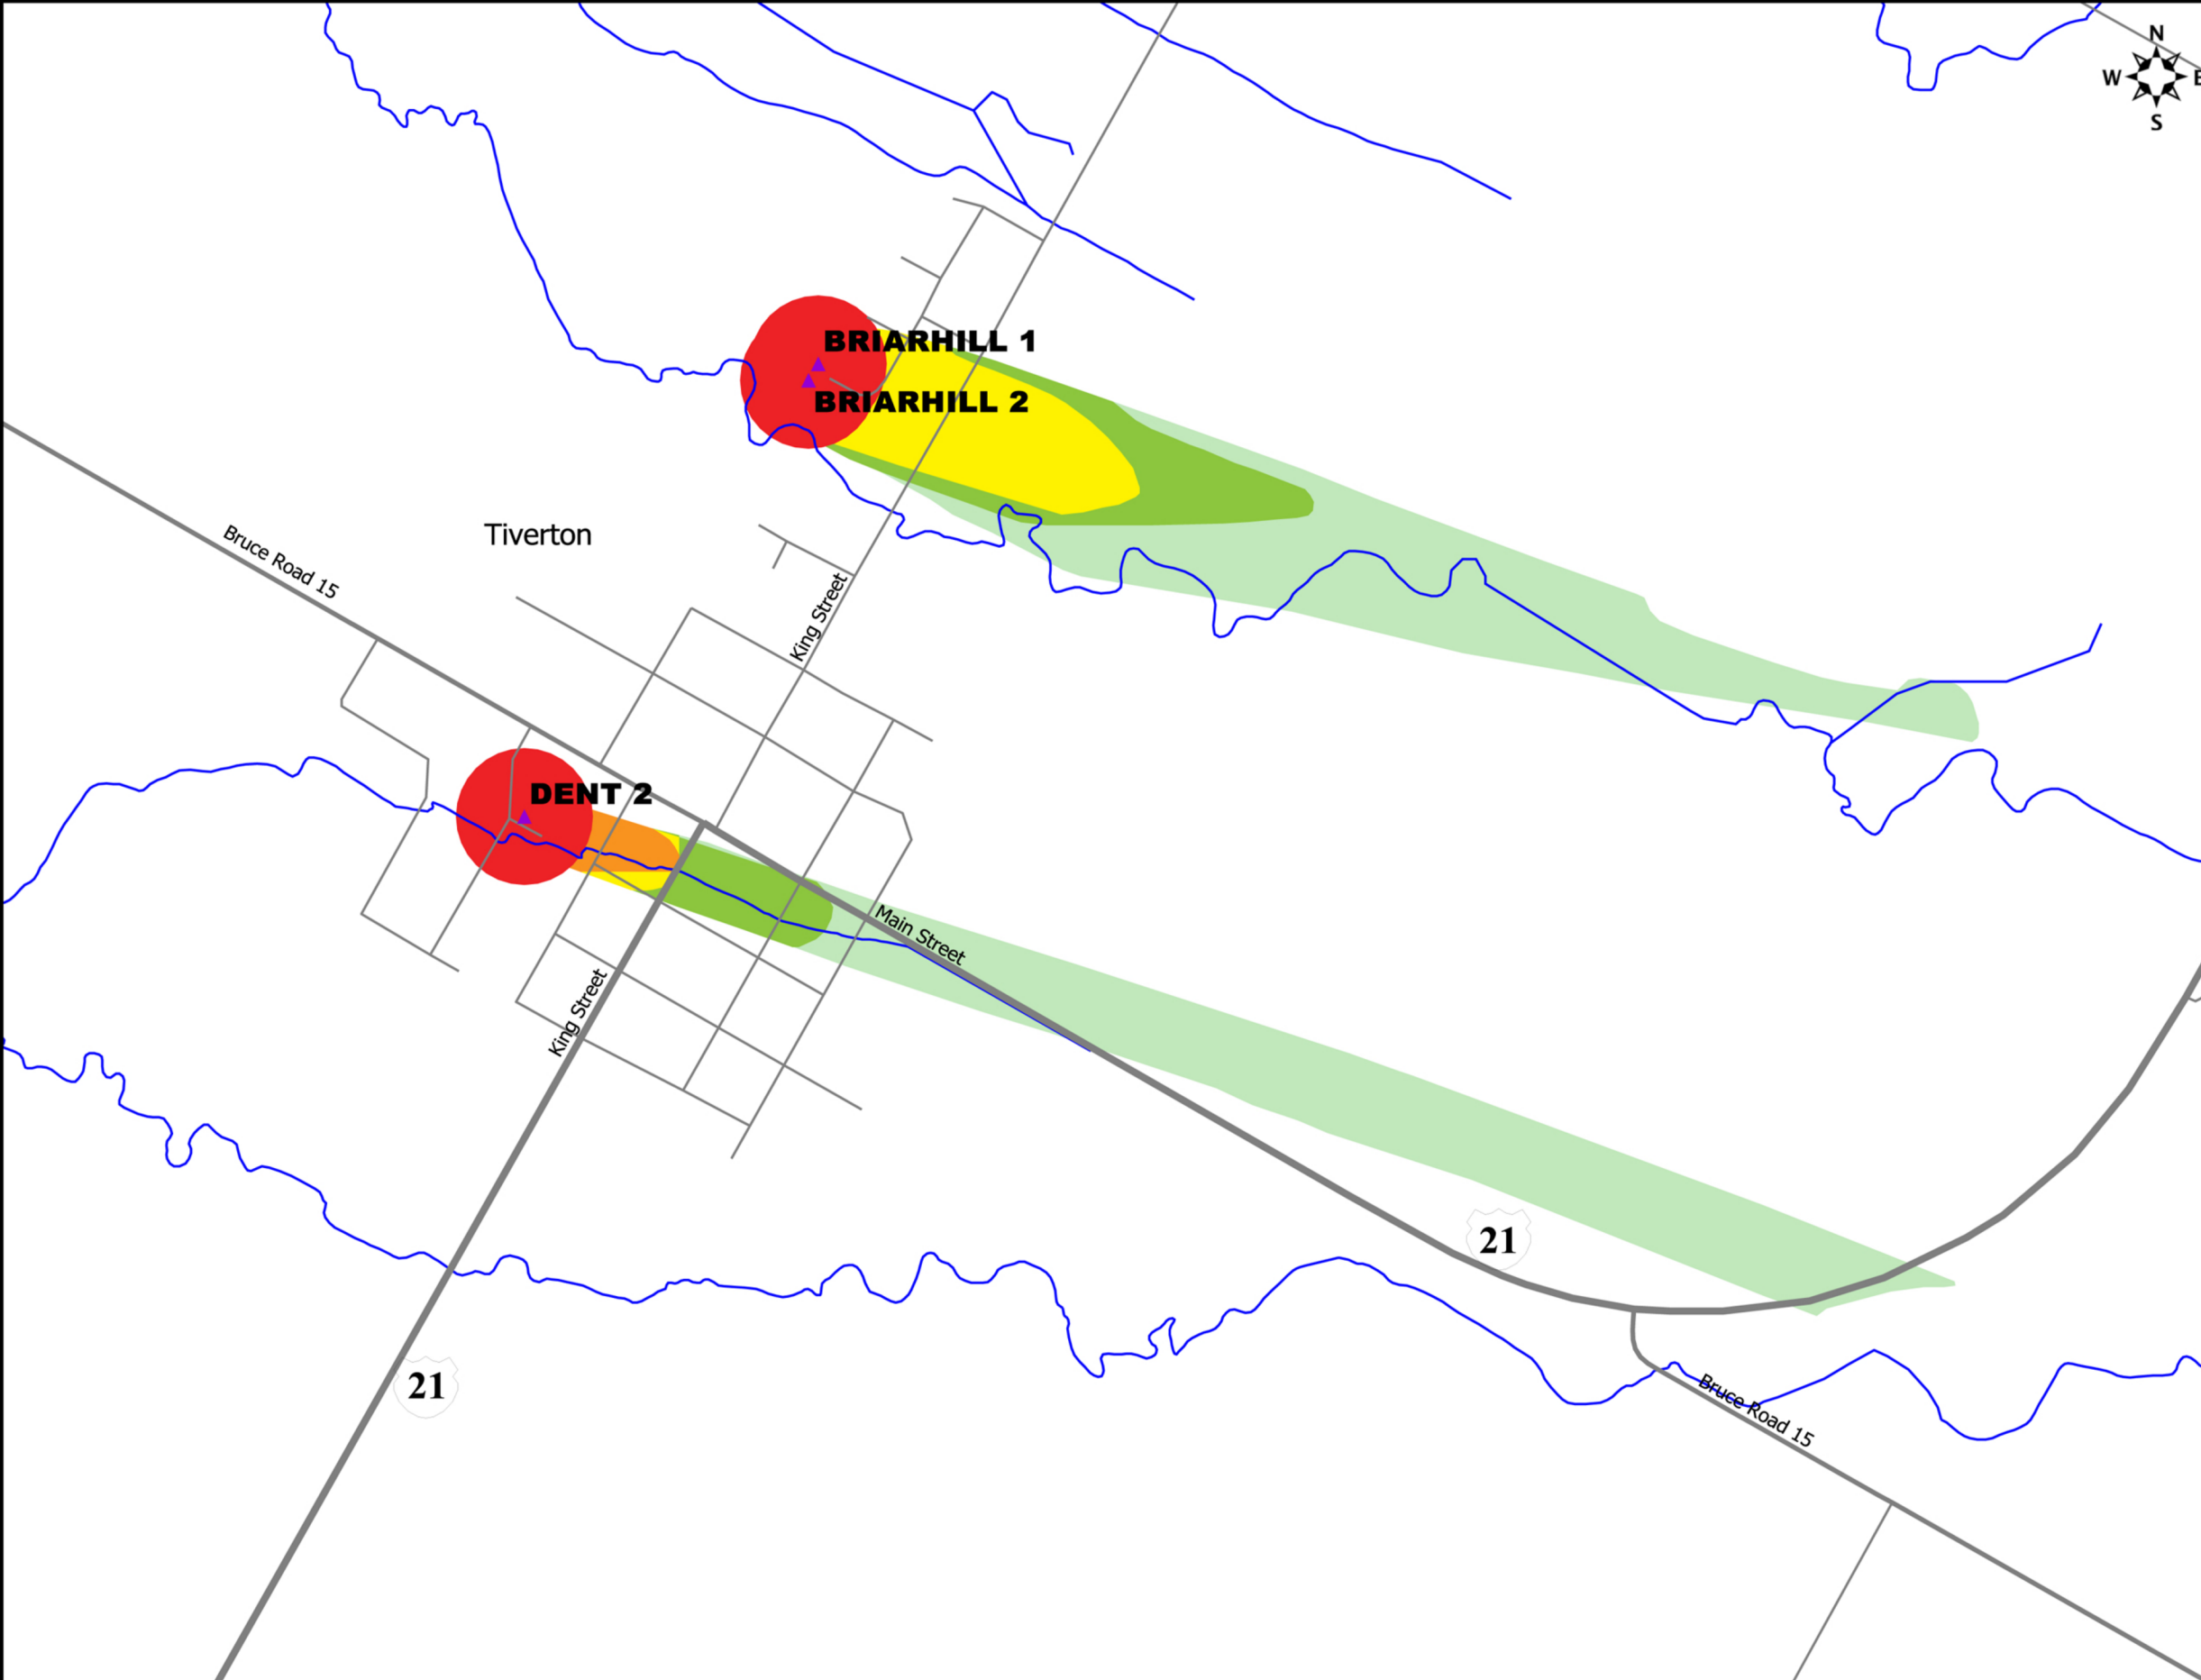 N
W E
S
BRIARHILL 1
BRIARHILL 2
Tiverton
Bruce Road 15
King Street
DENT 2
Main Street
King Street
21
21
Bruce Road 15